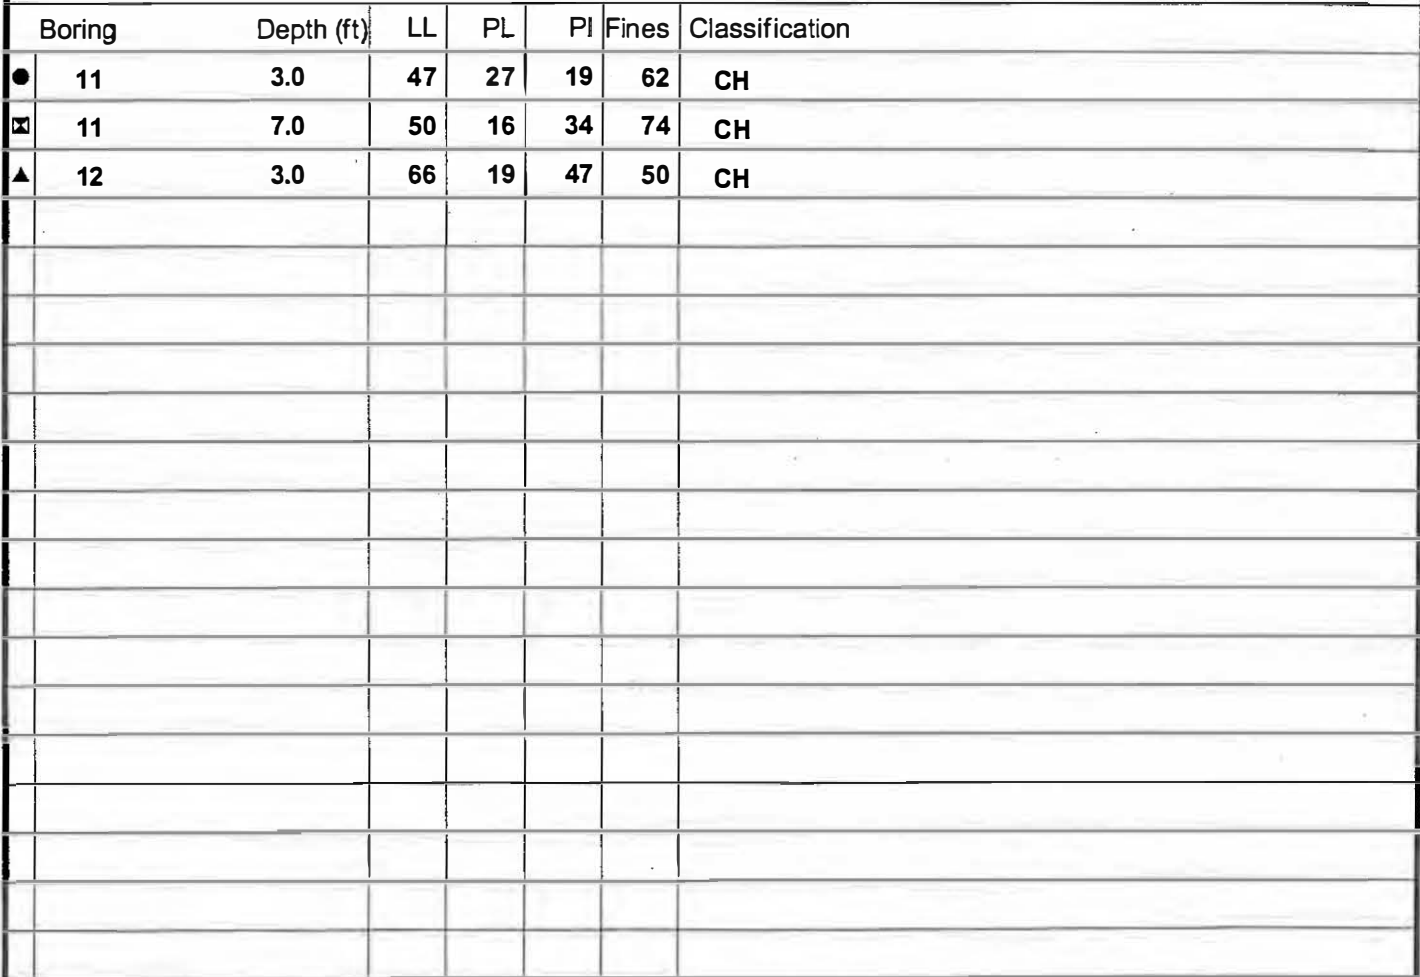 Boring Depth (ft) LL PL PI Fines Classification
11 3.0 47 27 19 62 CH
11 7.0 50 16 34 74 CH
12 3.0 66 19 47 50 CH